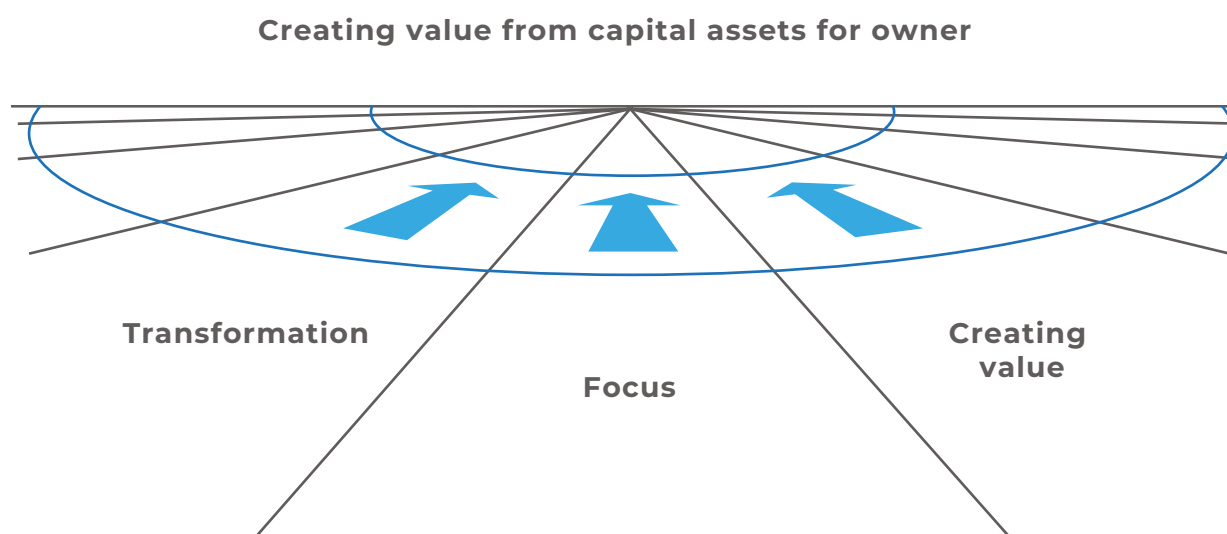 Creating value from capital assets for owner
Transformation
Creating
value
Focus